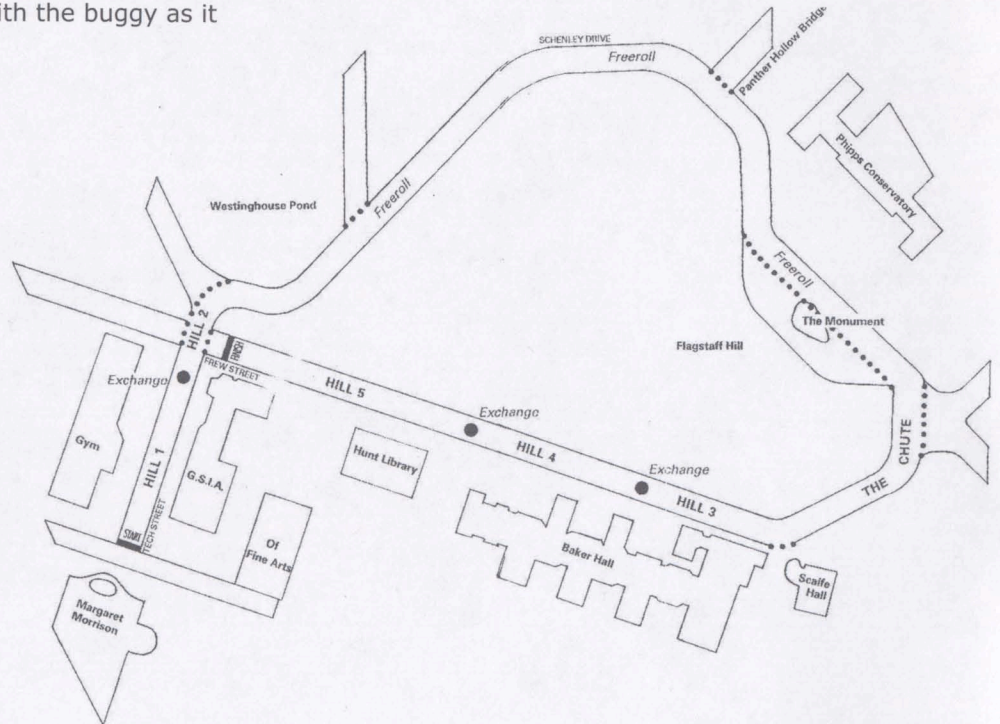 ith the buggy as it
SCHENLEY DRIVE
Freeroll
Panther Hollow Bridge
Phipps Conservatory
Westinghouse Pond
Freeroll
Freeroll
The Monument
Flagstaff Hill
HILL 2
FINISH
FREW STREET
Exchange
HILL 5
Exchange
HILL 4
Exchange
HILL 3
THE CHUTE
Gym
HILL 1
G.S.I.A.
Hunt Library
START
TECH STREET
Of
Fine Arts
Baker Hall
Scaife
Hall
Margaret
Morrison